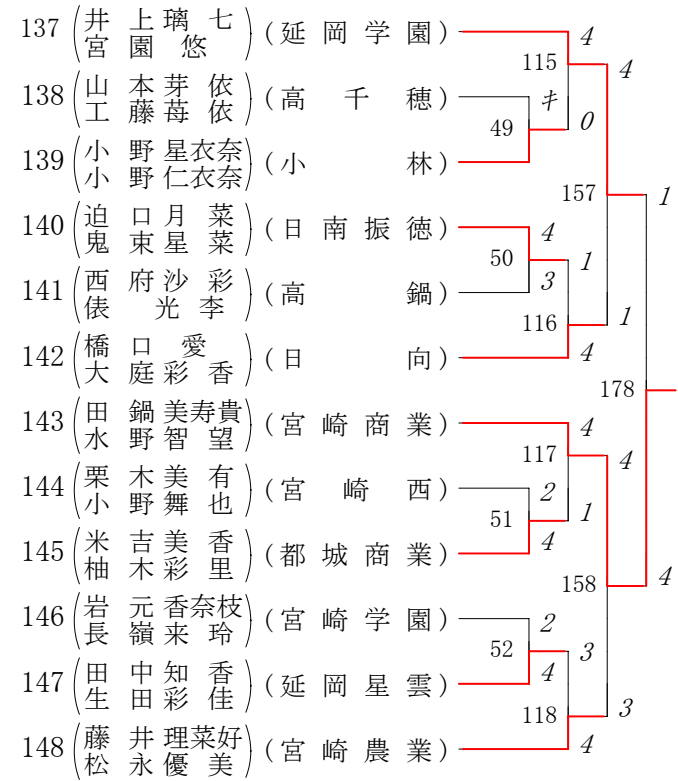 137 (井上璃七 宮園悠) (延岡学園) 4
115 4
138 (山本芽依 工藤苺依) (高千穂) キ
49 0
139 (小野星衣奈 小野仁衣奈) (小林)
157 1
140 (迫口月菜 鬼束星菜) (日南振徳) 4
50 1
141 (西府沙彩 俵光李) (高鍋) 3
116 1
142 (橋口愛 大庭彩香) (日向) 4
178
143 (田鍋美寿貴 水野智望) (宮崎商業) 4
117 4
144 (栗木美有 小野舞也) (宮崎西) 2
51 1
145 (米吉美香 柚木彩里) (都城商業) 4
158 4
146 (岩元香奈枝 長嶺来玲) (宮崎学園) 2
52 3
147 (田中知香 生田彩佳) (延岡星雲) 4
118 3
148 (藤井理菜好 松永優美) (宮崎農業) 4